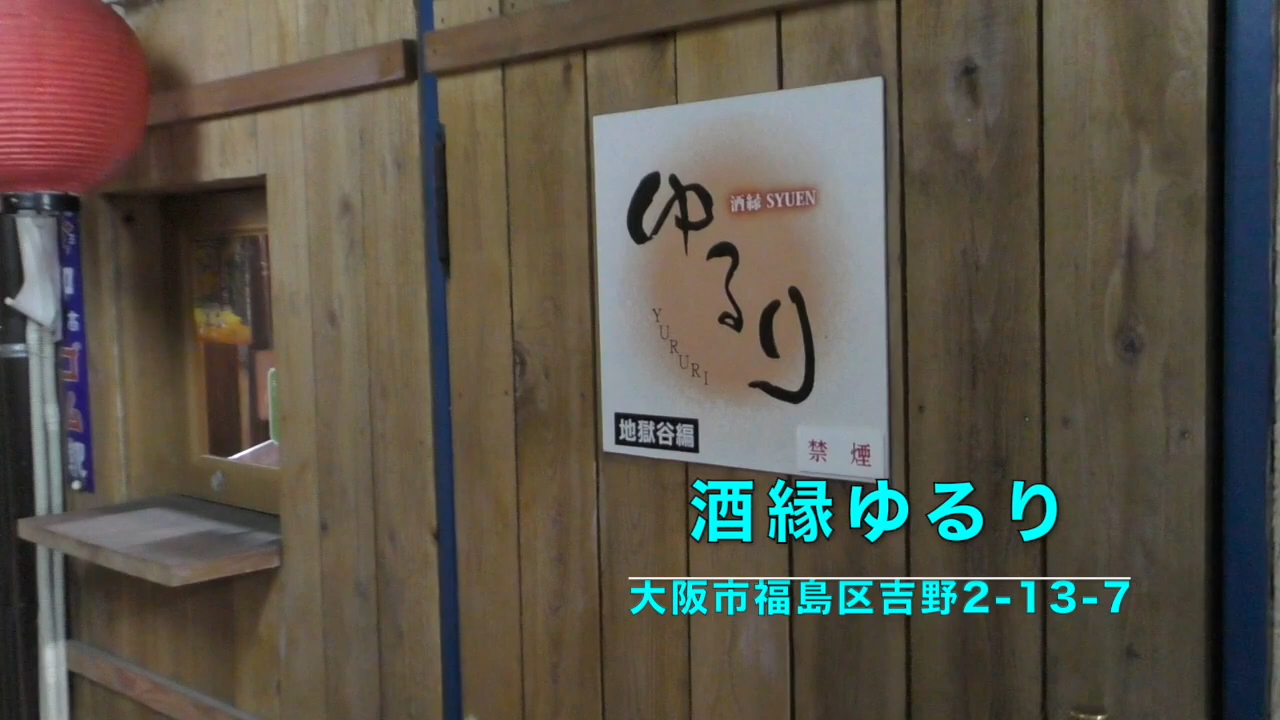 酒縁 SYUEN
ゆるり
YURURI
地獄谷編
禁 煙
酒縁ゆるり
大阪市福島区吉野2-13-7